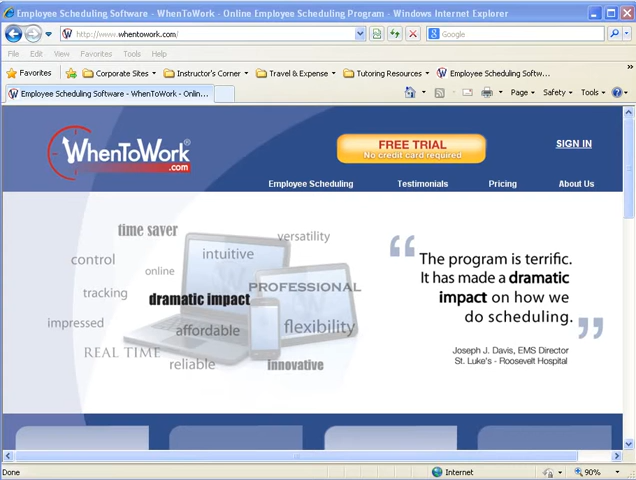 Employee Scheduling Software - WhenToWork - Online Employee Scheduling Program - Windows Internet Explorer
http://www.whentowork.com/
Google
File Edit View Favorites Tools Help
Favorites Corporate Sites Instructor's Corner Travel & Expense Tutoring Resources Employee Scheduling Softw...
Employee Scheduling Software - WhenToWork - Onlin...
Page Safety Tools
WhenToWork®
.com
FREE TRIAL
No credit card required
SIGN IN
Employee Scheduling Testimonials Pricing About Us
time saver
versatility
control
intuitive
online
tracking
dramatic impact
PROFESSIONAL
impressed
affordable
flexibility
REAL TIME
reliable
innovative
“ The program is terrific.
It has made a dramatic
impact on how we
do scheduling. ”
Joseph J. Davis, EMS Director
St. Luke's - Roosevelt Hospital
Done
Internet
90%